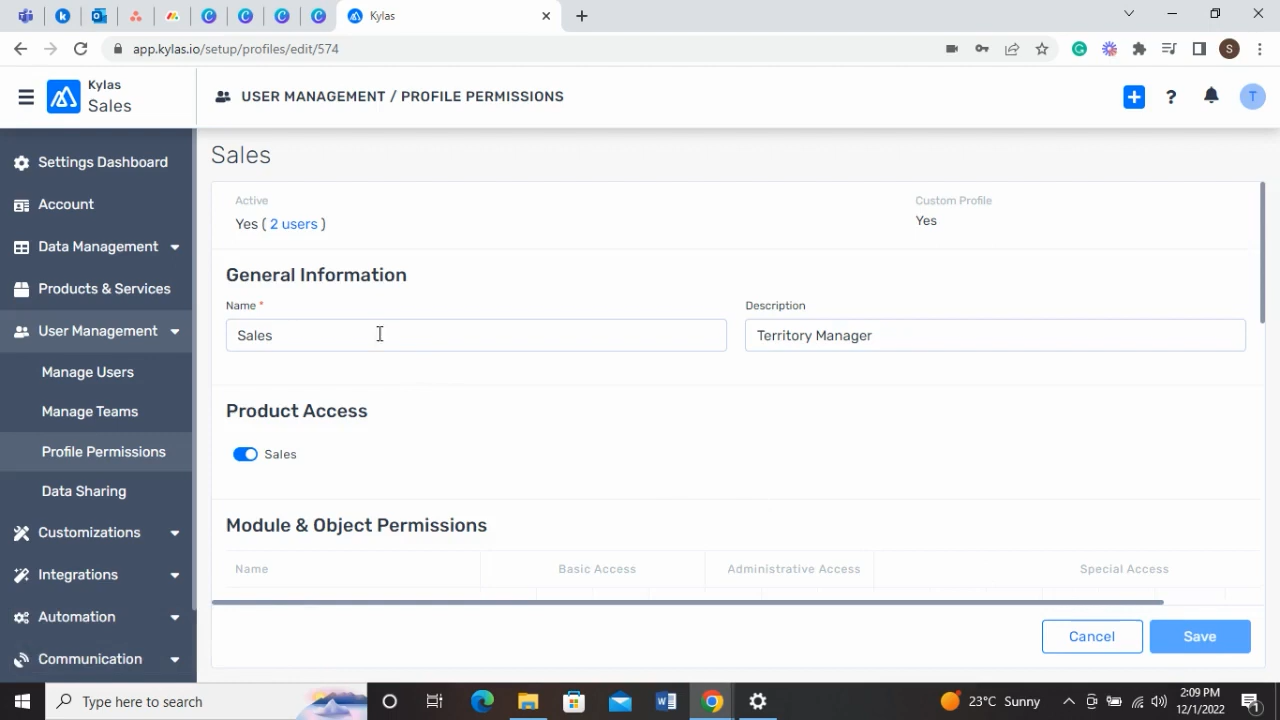 Kylas
app.kylas.io/setup/profiles/edit/574
S
Kylas
Sales
USER MANAGEMENT / PROFILE PERMISSIONS
?
T
Settings Dashboard
Account
Data Management
Products & Services
User Management
Manage Users
Manage Teams
Profile Permissions
Data Sharing
Customizations
Integrations
Automation
Communication
Sales
Active
Yes ( 2 users )
Custom Profile
Yes
General Information
Name *
Sales
Description
Territory Manager
Product Access
Sales
Module & Object Permissions
Name
Basic Access
Administrative Access
Special Access
Cancel
Save
Type here to search
23°C Sunny
2:09 PM
12/1/2022
1